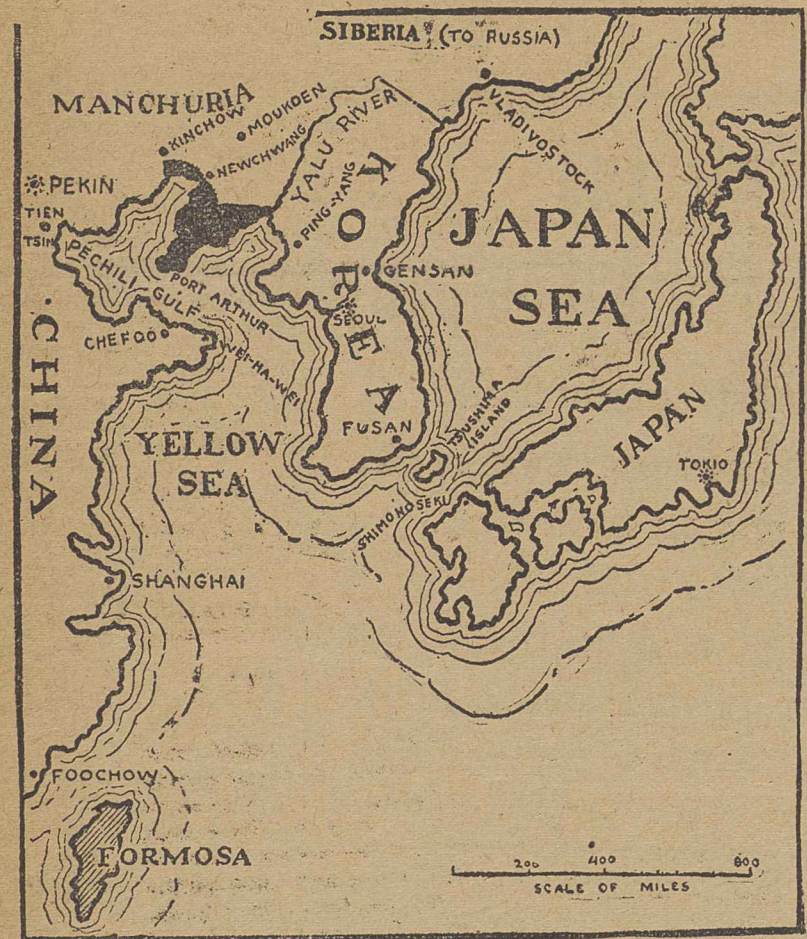 SIBERIA (TO RUSSIA)
MANCHURIA
KINCHOW
MOUKDEN
NEWCHWANG
YALU RIVER
VLADIVOSTOCK
PEKIN
TIEN
TSIN
PING-YANG
KOREA
JAPAN
SEA
GENSAN
PECHILI GULF
PORT ARTHUR
SEOUL
CHEFOO
WEI-HA-WEI
CHINA
TSUSHIMA
ISLAND
FUSAN
YELLOW
SEA
JAPAN
TOKIO
SHIMONOSEKI
SHANGHAI
FOOCHOW
FORMOSA
200 400 800
SCALE OF MILES